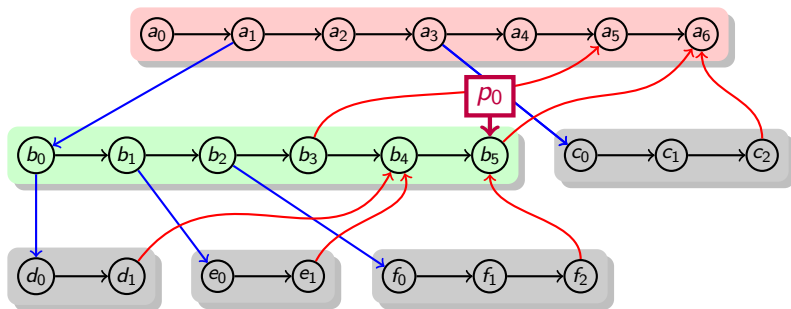 a₀ a₁ a₂ a₃ a₄ a₅ a₆
p₀
b₀ b₁ b₂ b₃ b₄ b₅ c₀ c₁ c₂
d₀ d₁ e₀ e₁ f₀ f₁ f₂